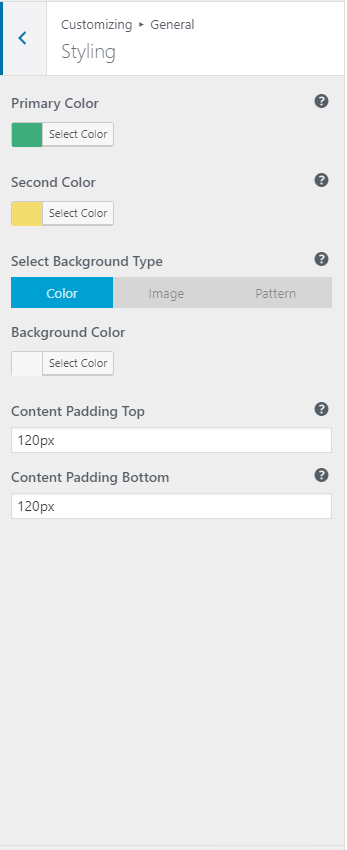 Customizing ▸ General
Styling
Primary Color
Select Color
Second Color
Select Color
Select Background Type
Color Image Pattern
Background Color
Select Color
Content Padding Top
120px
Content Padding Bottom
120px